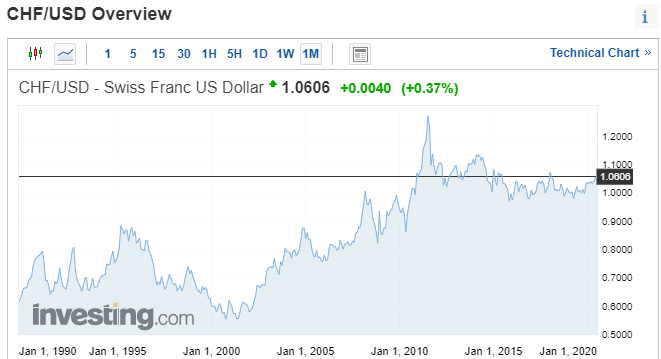 CHF/USD Overview
i
1 5 15 30 1H 5H 1D 1W 1M
Technical Chart »
CHF/USD - Swiss Franc US Dollar 1.0606 +0.0040 (+0.37%)
1.2000
1.1000
1.0606
1.0000
0.9000
0.8000
0.7000
0.6000
0.5000
investing.com
Jan 1, 1990 Jan 1, 1995 Jan 1, 2000 Jan 1, 2005 Jan 1, 2010 Jan 1, 2015 Jan 1, 2020